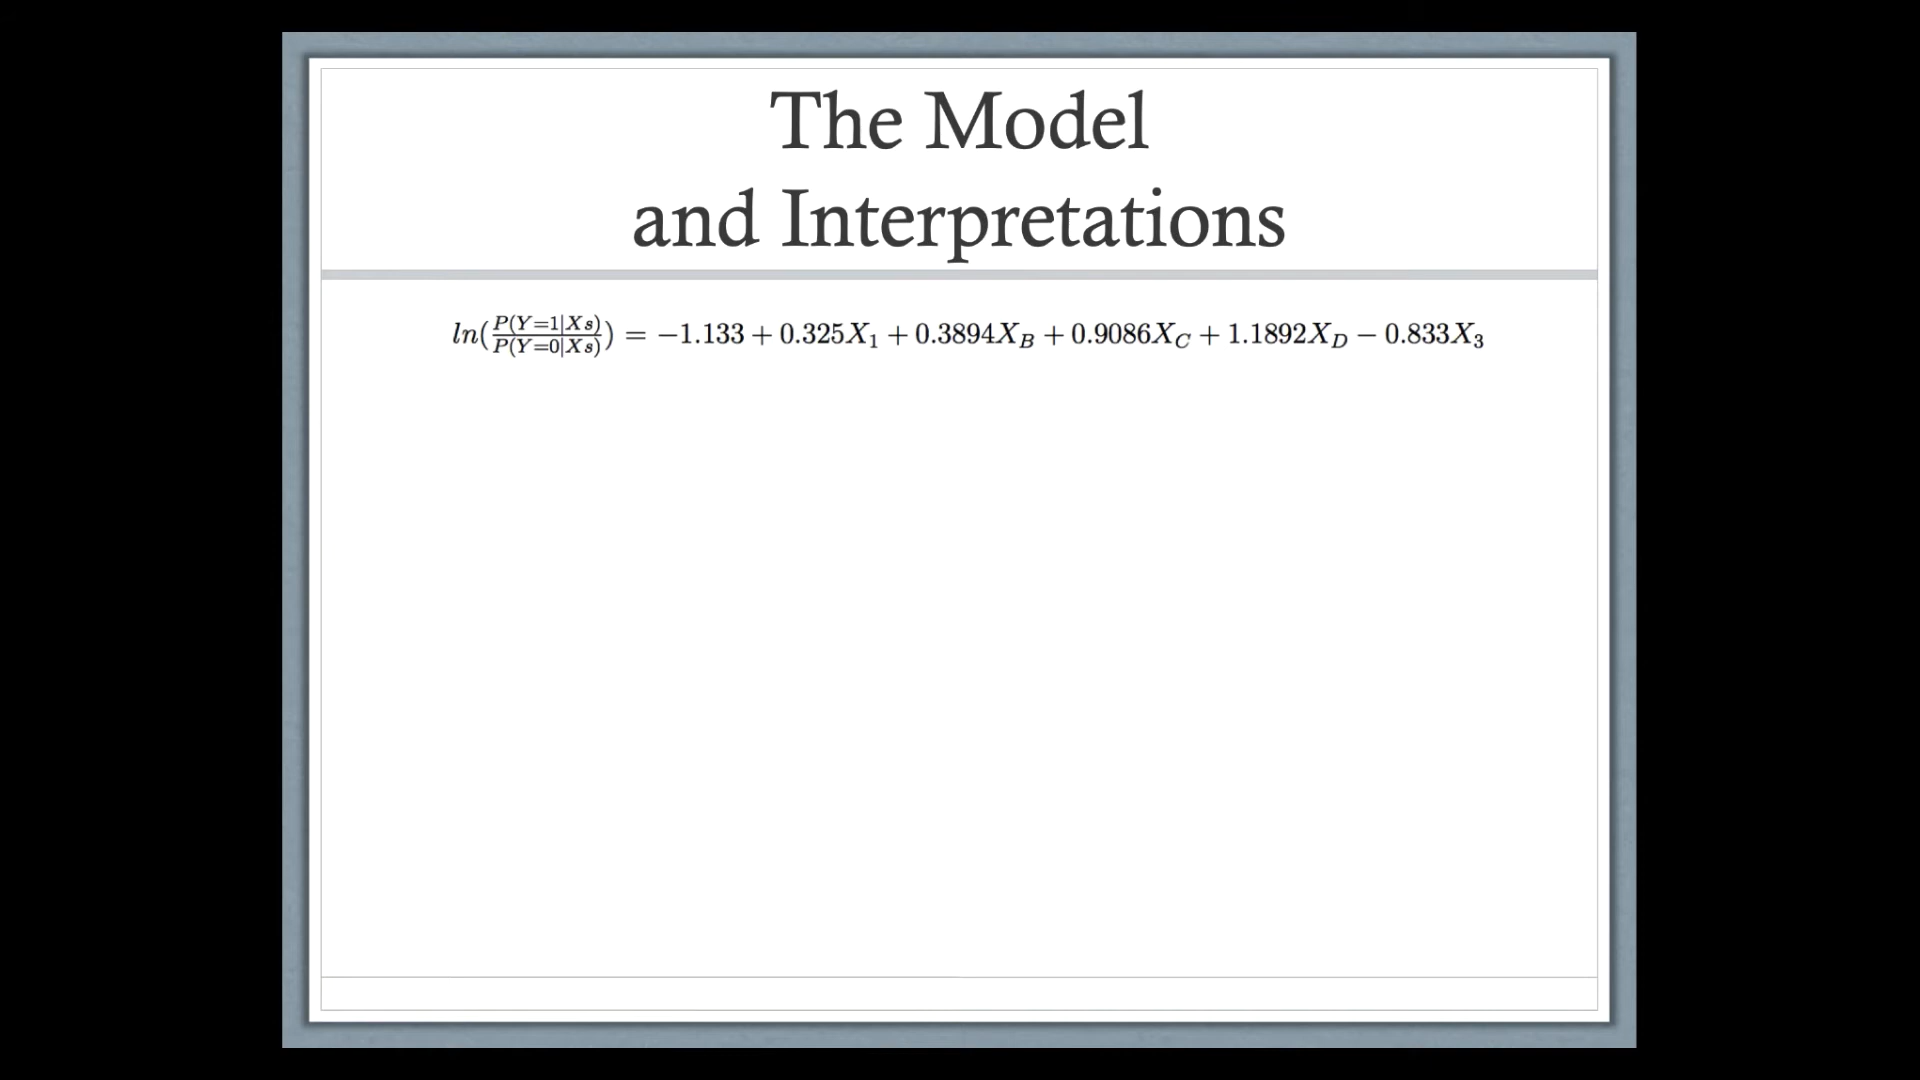 The Model
and Interpretations
ln(P(Y=1|Xs)/P(Y=0|Xs)) = −1.133 + 0.325X₁ + 0.3894X_B + 0.9086X_C + 1.1892X_D − 0.833X₃